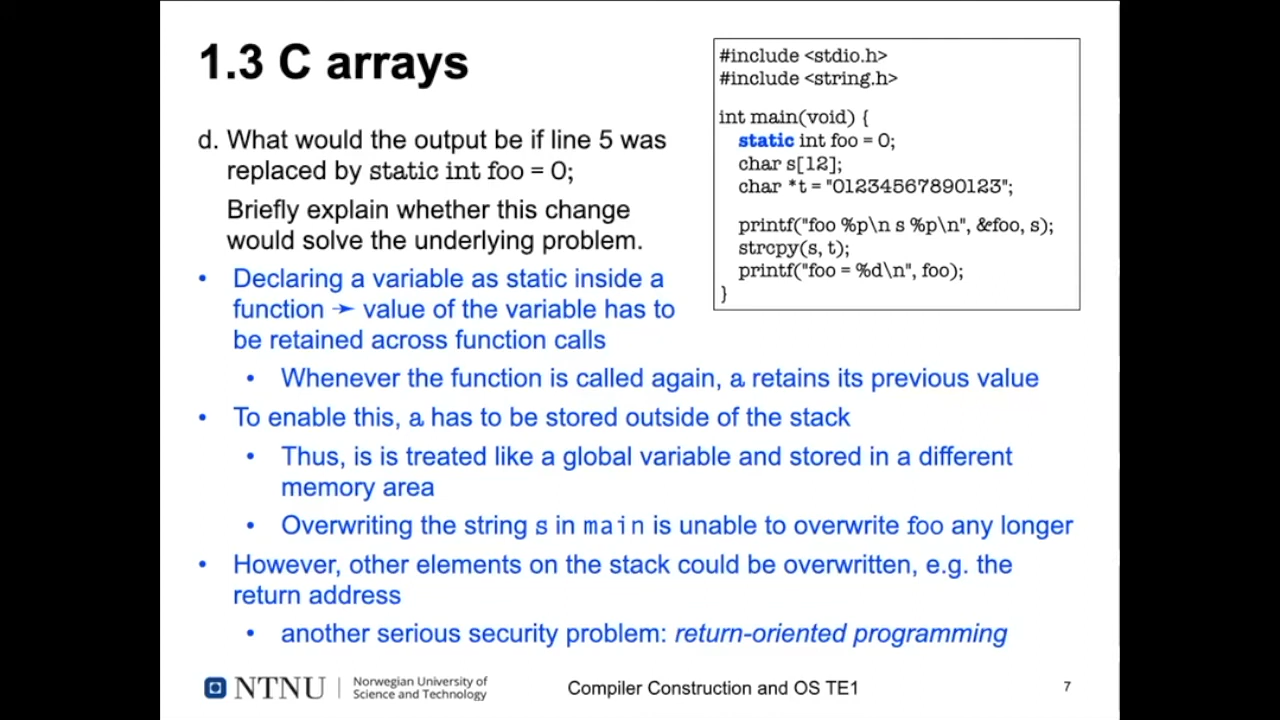 1.3 C arrays
d. What would the output be if line 5 was
replaced by static int foo = 0;
Briefly explain whether this change
would solve the underlying problem.
• Declaring a variable as static inside a
function ➛ value of the variable has to
be retained across function calls
• Whenever the function is called again, a retains its previous value
• To enable this, a has to be stored outside of the stack
• Thus, is is treated like a global variable and stored in a different
memory area
• Overwriting the string s in main is unable to overwrite foo any longer
• However, other elements on the stack could be overwritten, e.g. the
return address
• another serious security problem: return-oriented programming
#include <stdio.h>
#include <string.h>
int main(void) {
static int foo = 0;
char s[12];
char *t = "01234567890123";
printf("foo %p\n s %p\n", &foo, s);
strcpy(s, t);
printf("foo = %d\n", foo);
}
NTNU
Norwegian University of
Science and Technology
Compiler Construction and OS TE1
7